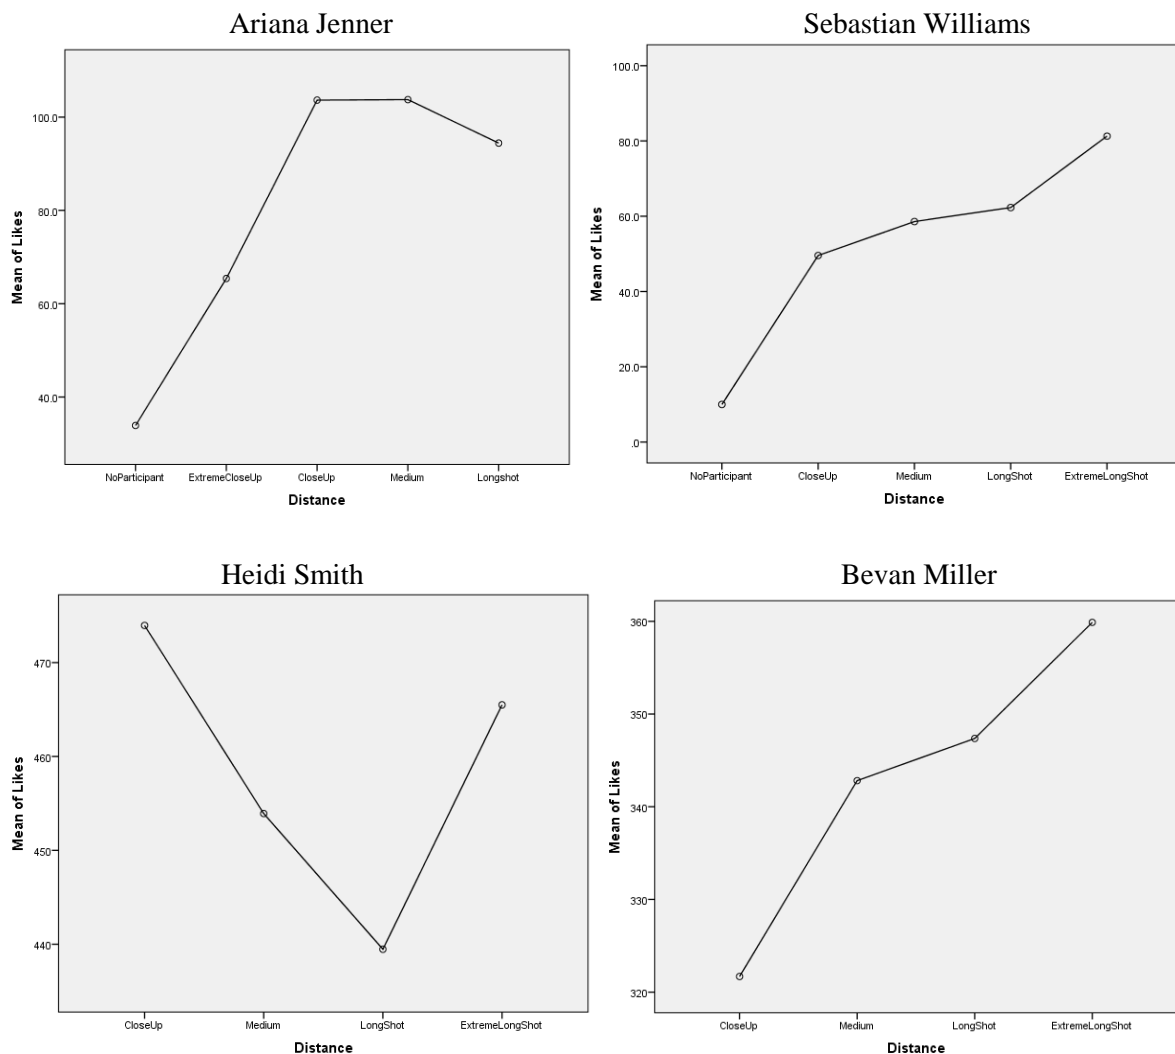 Ariana Jenner
100.0
80.0
60.0
40.0
Mean of Likes
NoParticipant ExtremeCloseUp CloseUp Medium Longshot
Distance
Sebastian Williams
100.0
80.0
60.0
40.0
20.0
.0
Mean of Likes
NoParticipant CloseUp Medium LongShot ExtremeLongShot
Distance
Heidi Smith
470
460
450
440
Mean of Likes
CloseUp Medium LongShot ExtremeLongShot
Distance
Bevan Miller
360
350
340
330
320
Mean of Likes
CloseUp Medium LongShot ExtremeLongShot
Distance